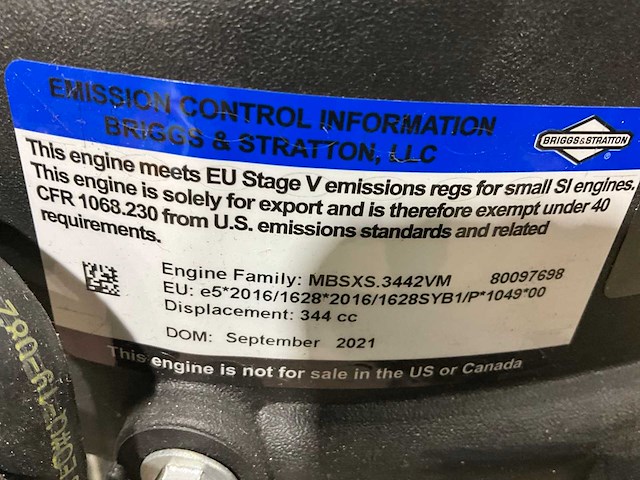 EMISSION CONTROL INFORMATION
BRIGGS & STRATTON, LLC
BRIGGS&STRATTON
®
This engine meets EU Stage V emissions regs for small SI engines.
This engine is solely for export and is therefore exempt under 40
CFR 1068.230 from U.S. emissions standards and related
requirements.
Engine Family: MBSXS.3442VM 80097698
EU: e5*2016/1628*2016/1628SYB1/P*1049*00
Displacement: 344 cc
DOM: September 2021
This engine is not for sale in the US or Canada